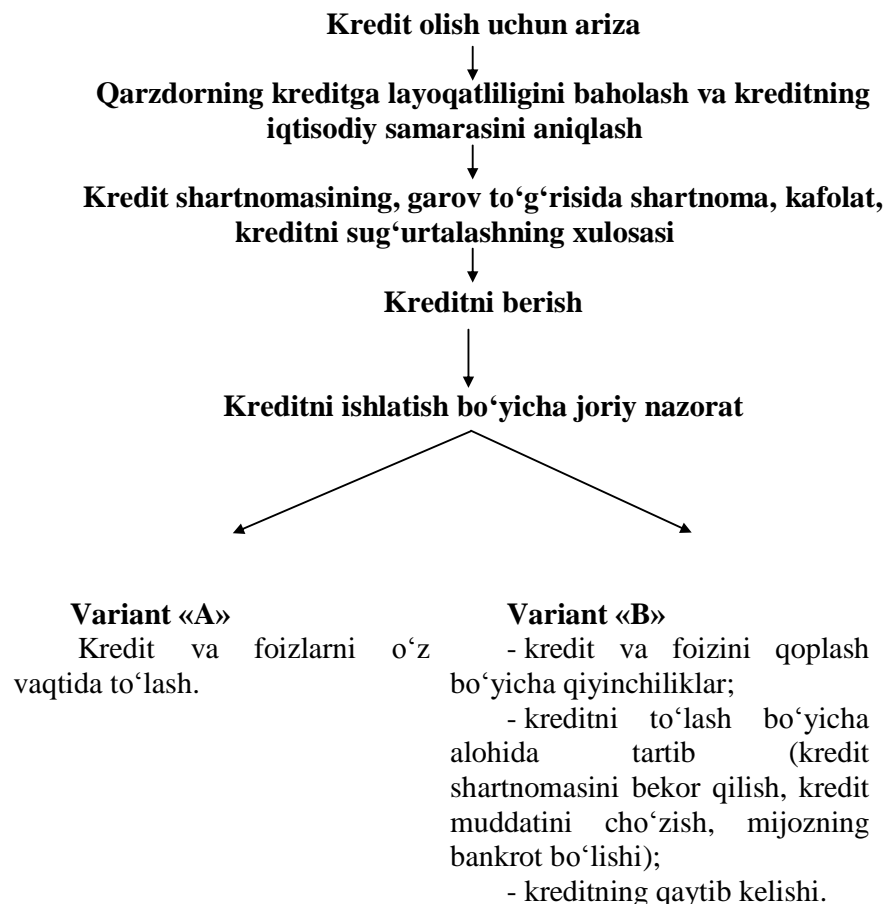 Kredit olish uchun ariza
Qarzdorning kreditga layoqatliligini baholash va kreditning
iqtisodiy samarasini aniqlash
Kredit shartnomasining, garov to‘g‘risida shartnoma, kafolat,
kreditni sug‘urtalashning xulosasi
Kreditni berish
Kreditni ishlatish bo‘yicha joriy nazorat
Variant «A»
Kredit va foizlarni o‘z
vaqtida to‘lash.
Variant «B»
- kredit va foizini qoplash
bo‘yicha qiyinchiliklar;
- kreditni to‘lash bo‘yicha
alohida tartib (kredit
shartnomasini bekor qilish, kredit
muddatini cho‘zish, mijozning
bankrot bo‘lishi);
- kreditning qaytib kelishi.